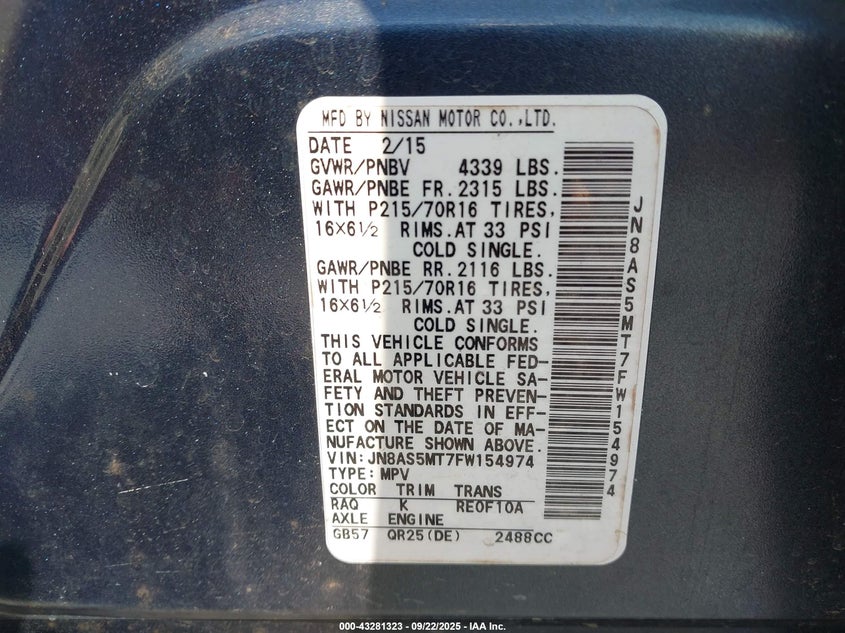 MFD BY NISSAN MOTOR CO.,LTD.
DATE 2/15
GVWR/PNBV 4339 LBS.
GAWR/PNBE FR. 2315 LBS.
WITH P215/70R16 TIRES,
16×6½ RIMS. AT 33 PSI
COLD SINGLE.
GAWR/PNBE RR. 2116 LBS.
WITH P215/70R16 TIRES,
16×6½ RIMS. AT 33 PSI
COLD SINGLE.
THIS VEHICLE CONFORMS
TO ALL APPLICABLE FED-
ERAL MOTOR VEHICLE SA-
FETY AND THEFT PREVEN-
TION STANDARDS IN EFF-
ECT ON THE DATE OF MA-
NUFACTURE SHOWN ABOVE.
VIN:JN8AS5MT7FW154974
TYPE:MPV
COLOR TRIM TRANS
RAQ K RE0F10A
AXLE ENGINE
GB57 QR25(DE) 2488CC
JN8AS5MT7FW154974
000-43281323 - 09/22/2025 - IAA Inc.